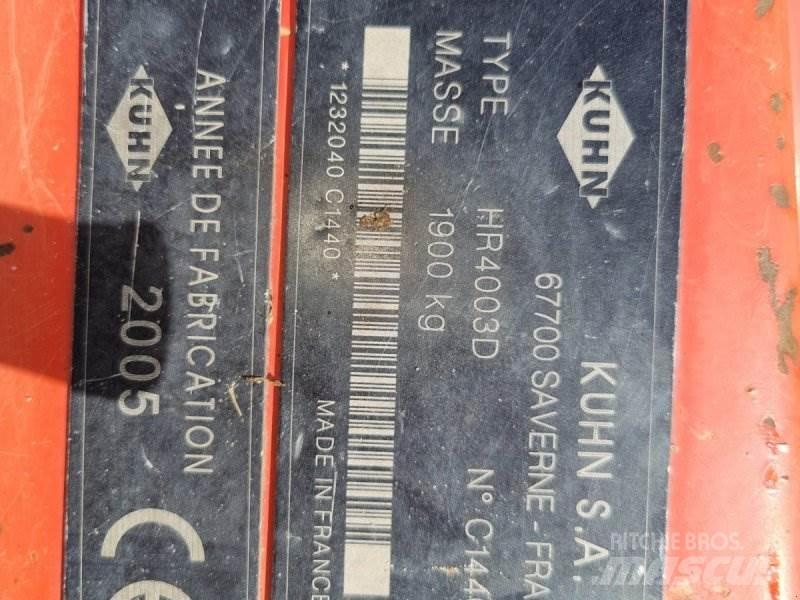 KUHN
KUHN S.A.
67700 SAVERNE - FRA
TYPE HR4003D N° C144
MASSE 1900 kg
* 1232040 C1440 *
MADE IN FRANCE
KUHN
ANNEE DE FABRICATION
2005
CE
RITCHIE BROS.
MASCUS